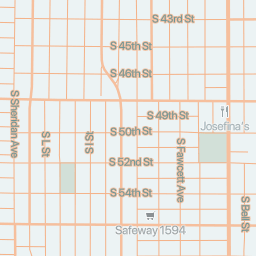 S 43rd St
S 45th St
S 46th St
S 49th St
S 50th St
S 52nd St
S 54th St
S Sheridan Ave
S L St
S I St
S Fawcett Ave
S Bell St
Josefina's
Safeway 1594